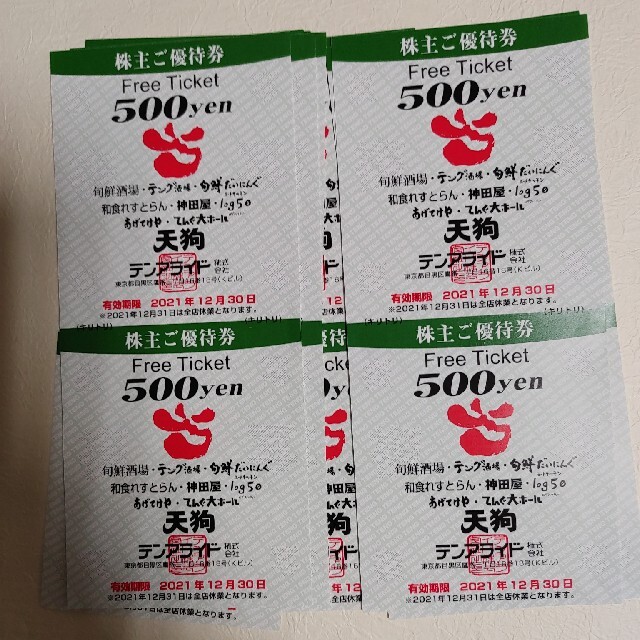 株主ご優待券
Free Ticket
500yen
旬鮮酒場・テング酒場・旬鮮だいにんぐ
和食れすとらん・神田屋・log50
あげてけや・てんぐ大ホール
天狗
テンアライド 株式会社
有効期限 2021年12月30日
※2021年12月31日は全店休業となります。
株主ご優待券
Free Ticket
500yen
旬鮮酒場・テング酒場・旬鮮だいにんぐ
和食れすとらん・神田屋・log50
あげてけや・てんぐ大ホール
天狗
テンアライド 株式会社
有効期限 2021年12月30日
※2021年12月31日は全店休業となります。
(キリトリ)
(キリトリ)
株主ご優待券
Free Ticket
500yen
旬鮮酒場・テング酒場・旬鮮だいにんぐ
和食れすとらん・神田屋・log50
あげてけや・てんぐ大ホール
天狗
テンアライド 株式会社
有効期限 2021年12月30日
※2021年12月31日は全店休業となります。
株主ご優待券
Free Ticket
500yen
旬鮮酒場・テング酒場・旬鮮だいにんぐ
和食れすとらん・神田屋・log50
あげてけや・てんぐ大ホール
天狗
テンアライド 株式会社
有効期限 2021年12月30日
※2021年12月31日は全店休業となります。